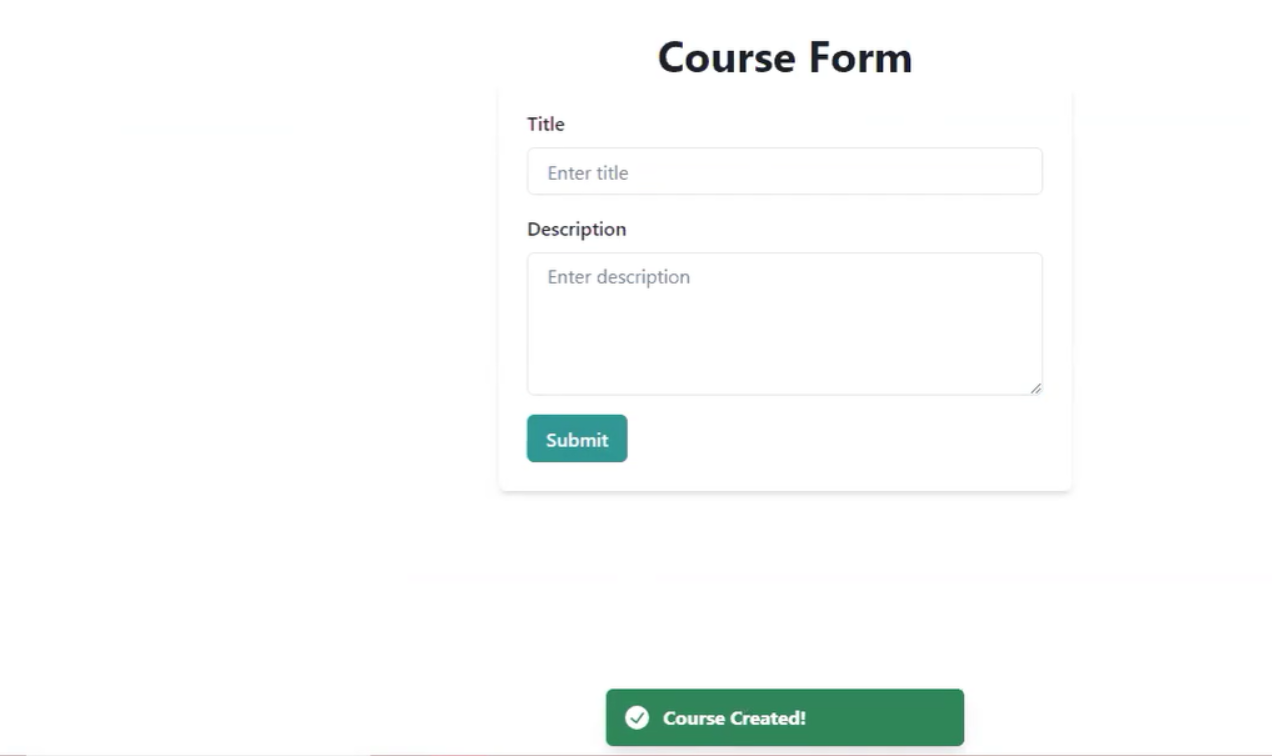 Course Form
Title
Enter title
Description
Enter description
Submit
Course Created!